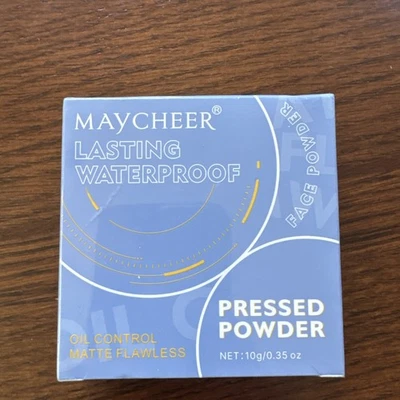 MAYCHEER®
LASTING
WATERPROOF
FACE POWDER
OIL CONTROL
MATTE FLAWLESS
PRESSED
POWDER
NET:10g/0.35 oz